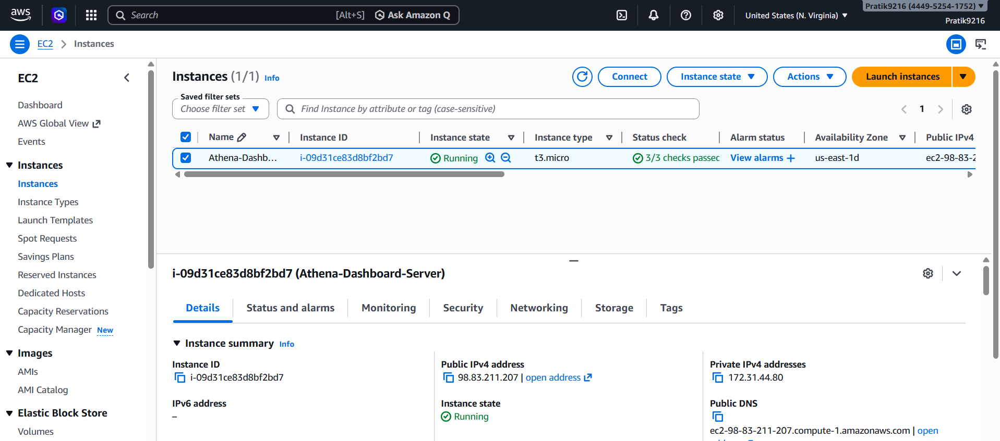 aws
Search [Alt+S] Ask Amazon Q
United States (N. Virginia)
Pratik9216 (4449-5254-1752)
Pratik9216
EC2 Instances
EC2
Dashboard
AWS Global View
Events
Instances
Instances
Instance Types
Launch Templates
Spot Requests
Savings Plans
Reserved Instances
Dedicated Hosts
Capacity Reservations
Capacity Manager New
Images
AMIs
AMI Catalog
Elastic Block Store
Volumes
Instances (1/1) Info
Connect
Instance state
Actions
Launch instances
Saved filter sets
Choose filter set
Find Instance by attribute or tag (case-sensitive)
1
Name Instance ID Instance state Instance type Status check Alarm status Availability Zone Public IPv4
Athena-Dashb... i-09d31ce83d8bf2bd7 Running t3.micro 3/3 checks passec View alarms + us-east-1d ec2-98-83-2
i-09d31ce83d8bf2bd7 (Athena-Dashboard-Server)
Details Status and alarms Monitoring Security Networking Storage Tags
Instance summary Info
Instance ID
i-09d31ce83d8bf2bd7
Public IPv4 address
98.83.211.207 | open address
Private IPv4 addresses
172.31.44.80
IPv6 address
–
Instance state
Running
Public DNS
ec2-98-83-211-207.compute-1.amazonaws.com | open